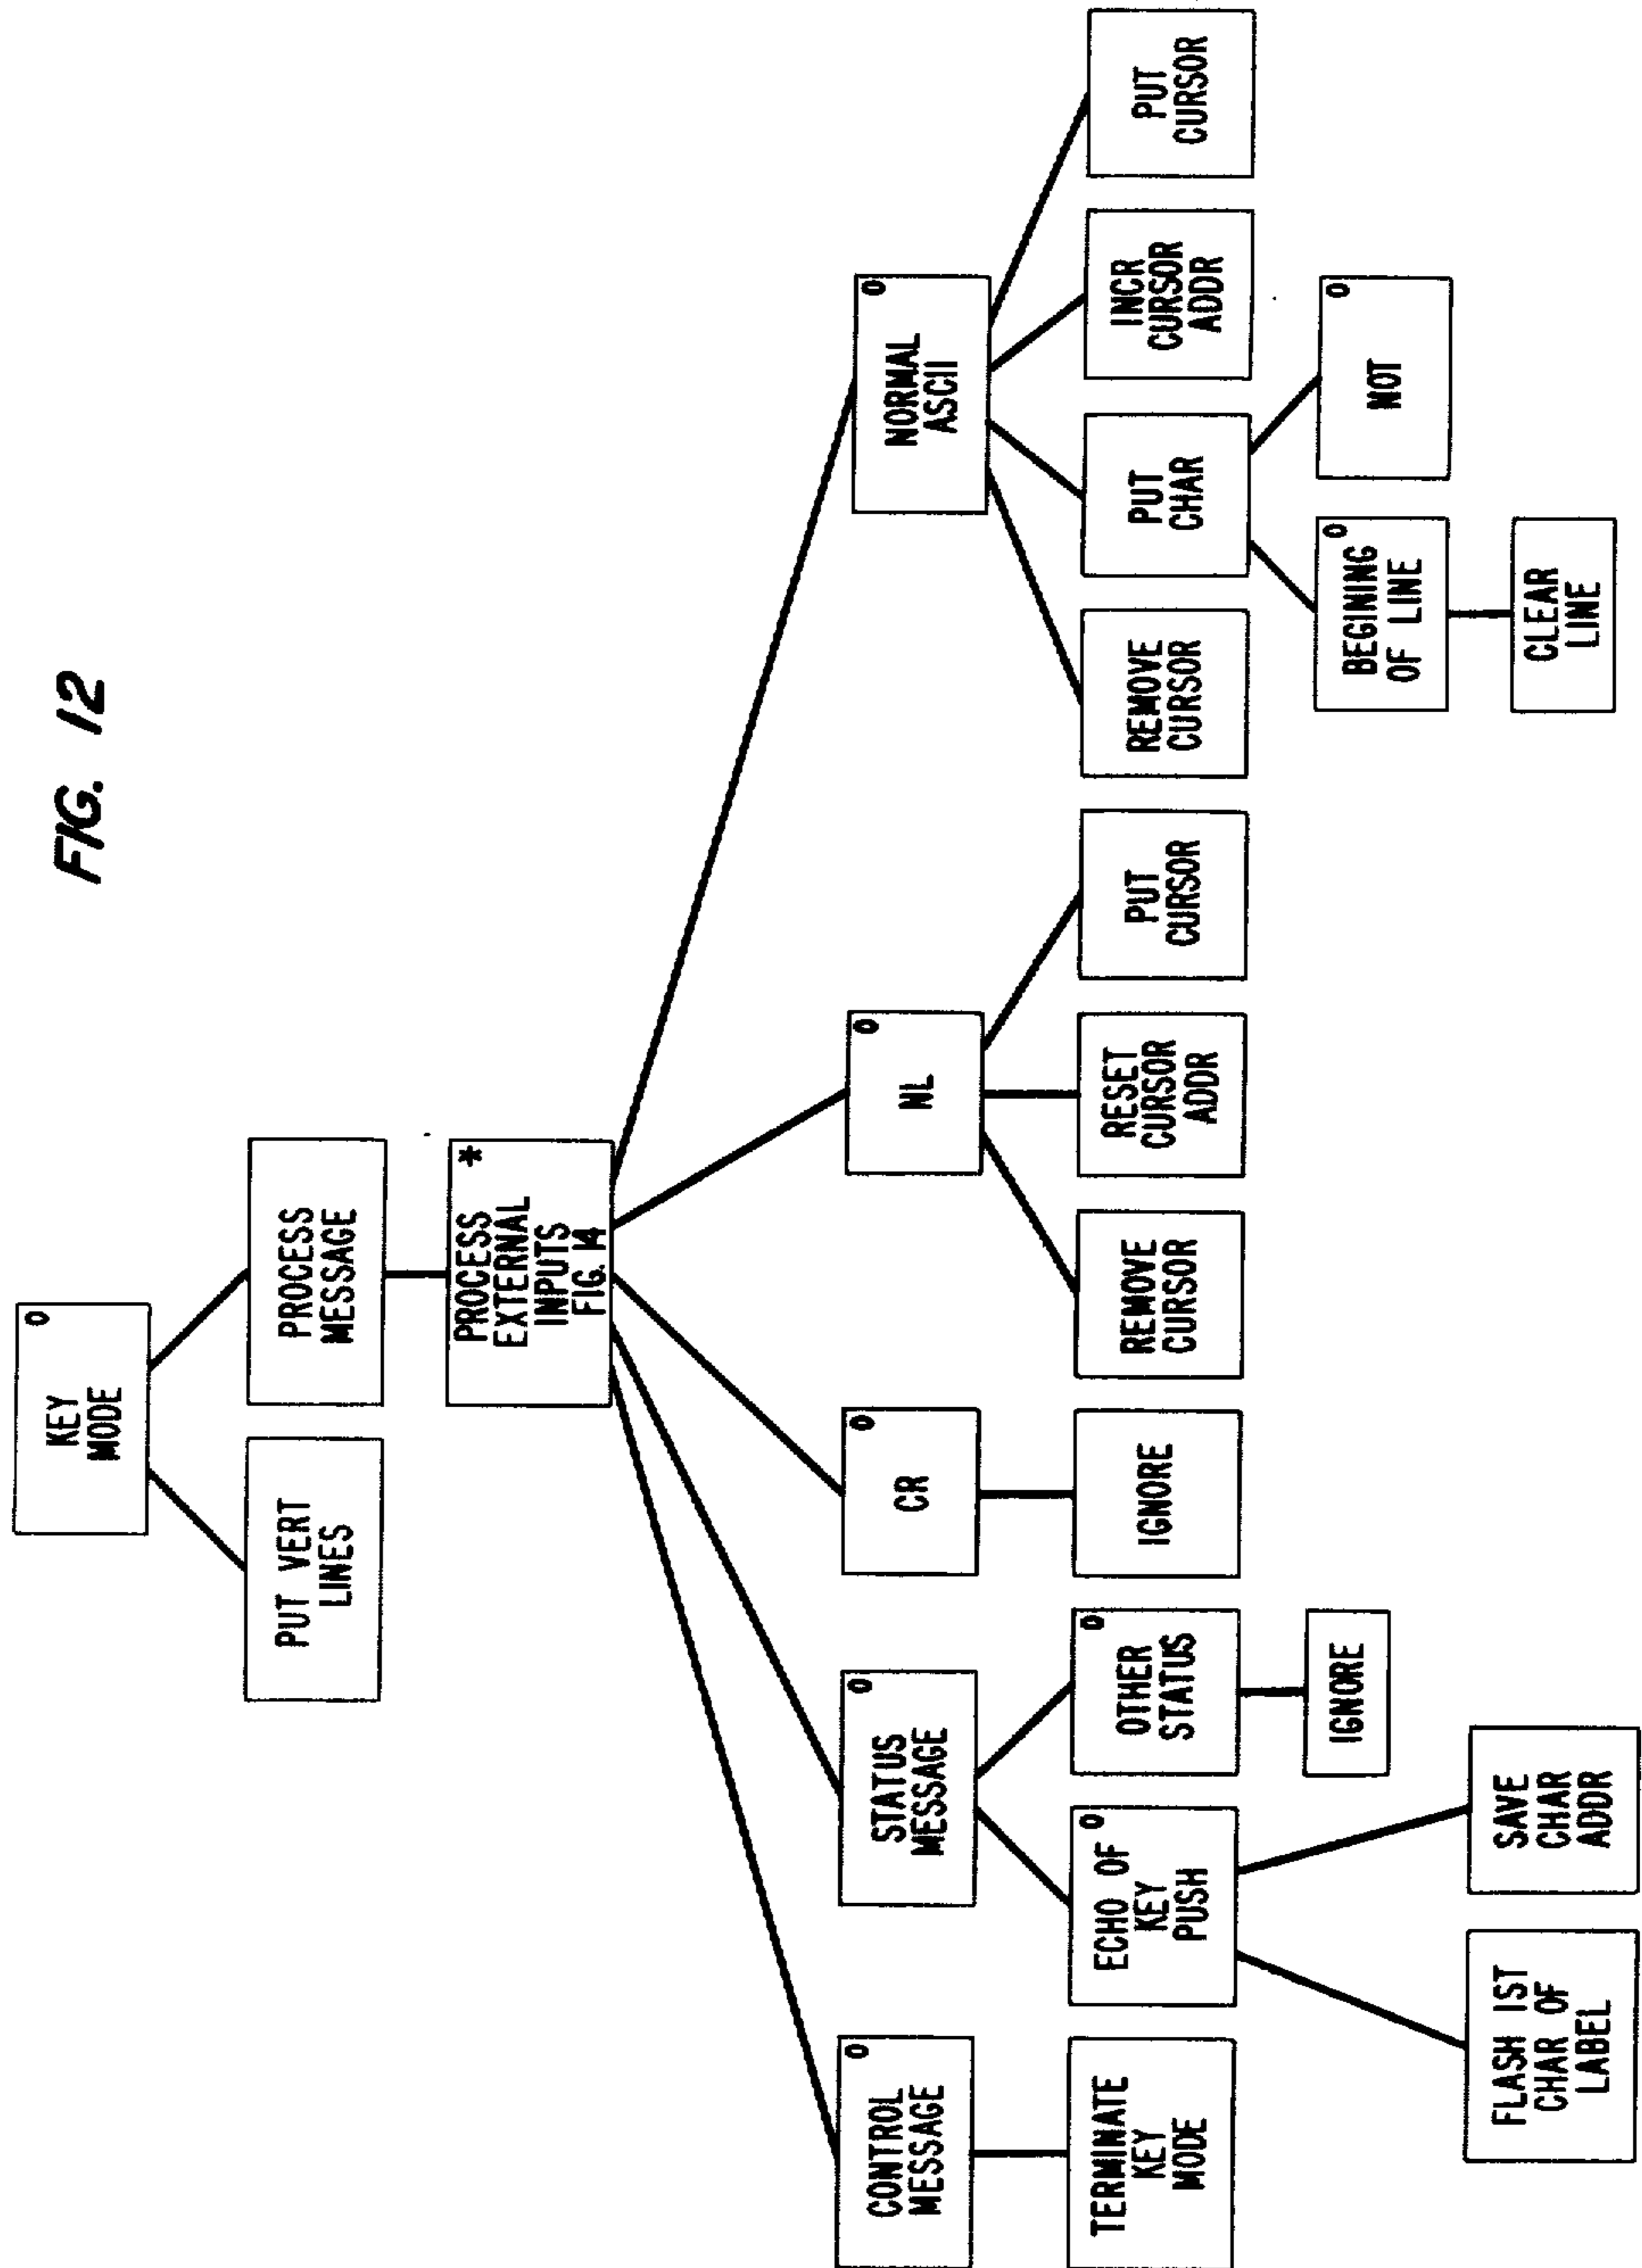 FIG. 12
KEY
MODE
O
PUT VERT
LINES
PROCESS
MESSAGE
PROCESS
EXTERNAL
INPUTS
FIG. 14
*
CONTROL
MESSAGE
O
STATUS
MESSAGE
O
CR
O
NL
O
NORMAL
ASCII
O
TERMINATE
KEY
MODE
ECHO OF
KEY
PUSH
O
OTHER
STATUS
O
IGNORE
REMOVE
CURSOR
RESET
CURSOR
ADDR
PUT
CURSOR
REMOVE
CURSOR
PUT
CHAR
INCR
CURSOR
ADDR
PUT
CURSOR
IGNORE
BEGINING
OF LINE
O
NOT
O
FLASH 1ST
CHAR OF
LABEL
SAVE
CHAR
ADDR
CLEAR
LINE